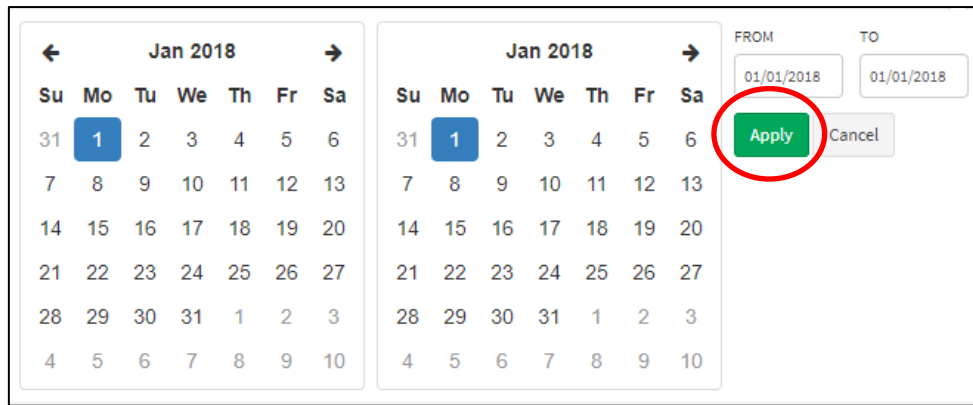 Jan 2018
Su Mo Tu We Th Fr Sa
31 1 2 3 4 5 6
7 8 9 10 11 12 13
14 15 16 17 18 19 20
21 22 23 24 25 26 27
28 29 30 31 1 2 3
4 5 6 7 8 9 10
Jan 2018
Su Mo Tu We Th Fr Sa
31 1 2 3 4 5 6
7 8 9 10 11 12 13
14 15 16 17 18 19 20
21 22 23 24 25 26 27
28 29 30 31 1 2 3
4 5 6 7 8 9 10
FROM TO
01/01/2018 01/01/2018
Apply Cancel